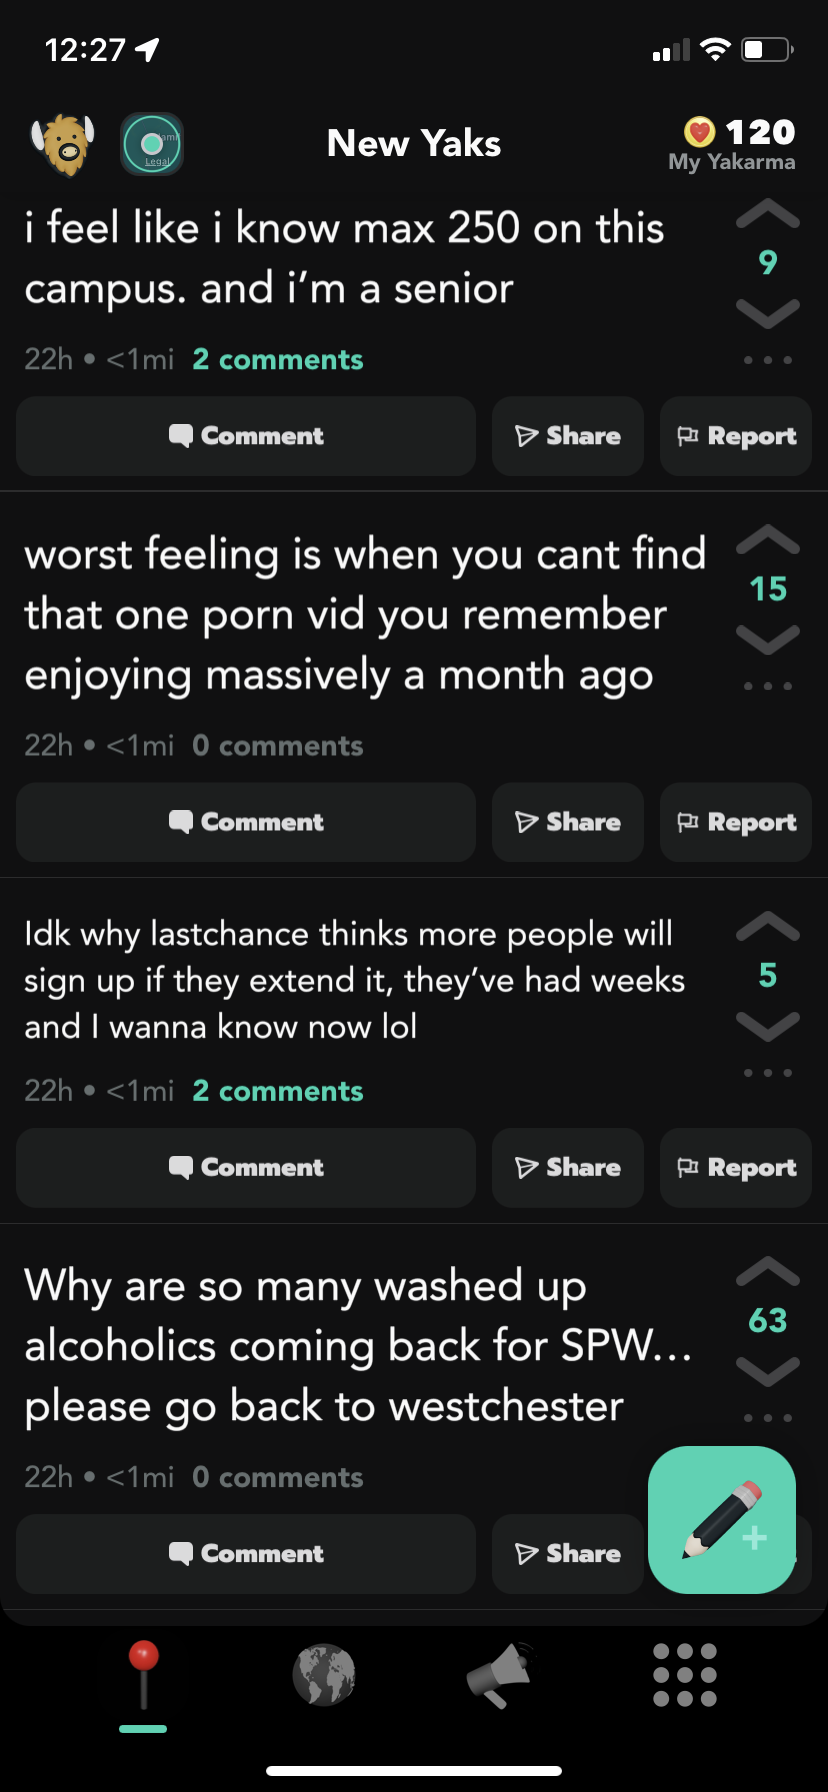 12:27
Legal
New Yaks
120
My Yakarma
i feel like i know max 250 on this
campus. and i’m a senior
9
22h • <1mi 2 comments
Comment
Share
Report
worst feeling is when you cant find
that one porn vid you remember
enjoying massively a month ago
15
22h • <1mi 0 comments
Comment
Share
Report
Idk why lastchance thinks more people will
sign up if they extend it, they’ve had weeks
and I wanna know now lol
5
22h • <1mi 2 comments
Comment
Share
Report
Why are so many washed up
alcoholics coming back for SPW...
please go back to westchester
63
22h • <1mi 0 comments
Comment
Share